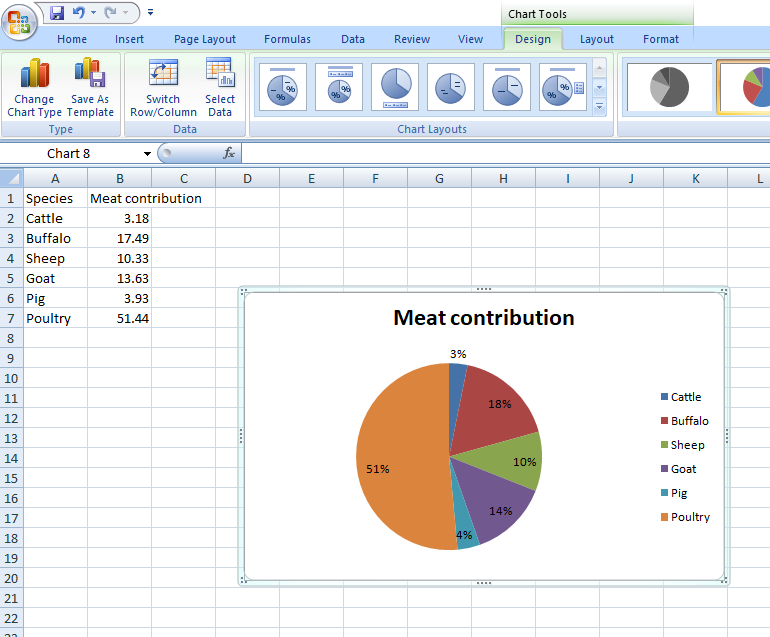 Chart Tools
Home Insert Page Layout Formulas Data Review View Design Layout Format
Change Chart Type
Save As Template
Switch Row/Column
Select Data
Type Data Chart Layouts
Chart 8 fx
A B C D E F G H I J K L
1 Species Meat contribution
2 Cattle 3.18
3 Buffalo 17.49
4 Sheep 10.33
5 Goat 13.63
6 Pig 3.93
7 Poultry 51.44
8
9
10
11
12
13
14
15
16
17
18
19
20
21
22
Meat contribution
3%
18%
10%
14%
4%
51%
Cattle
Buffalo
Sheep
Goat
Pig
Poultry